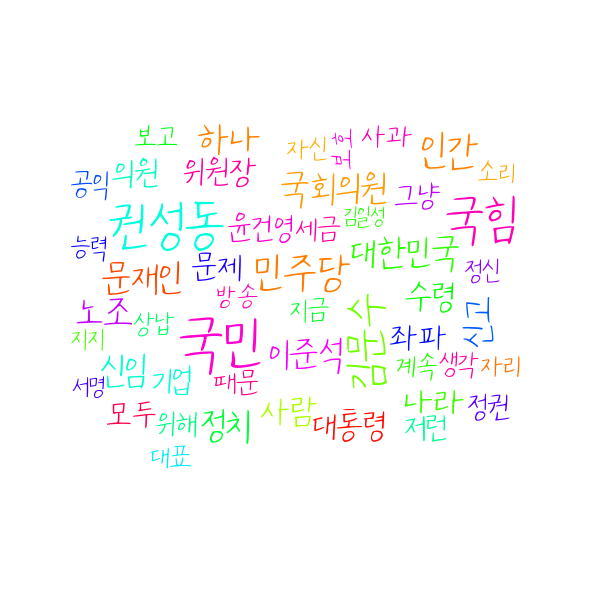 보고
하나
자신
사과
인간
공익
의원
위원장
국회의원
그냥
소리
권성동
윤건영
세금
김일성
국힘
능력
문재인
문제
민주당
대한민국
정신
노조
상납
방송
지금
수령
신고
지지
국민
이준석
감사
좌파
신임
기업
때문
계속
생각
자리
서명
모두
위해
정치
사람
대통령
나라
저런
정권
대표